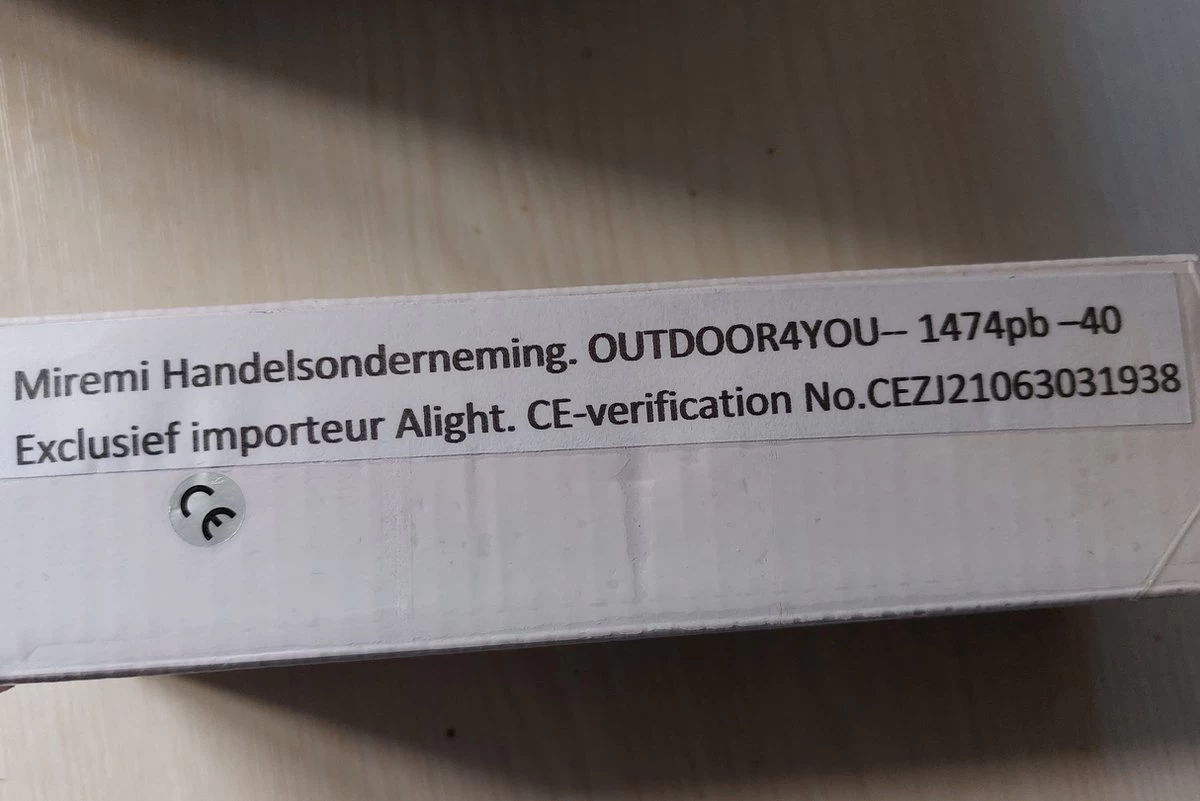 Miremi Handelsonderneming. OUTDOOR4YOU-- 1474pb –40
Exclusief importeur Alight. CE-verification No.CEZJ21063031938
CE